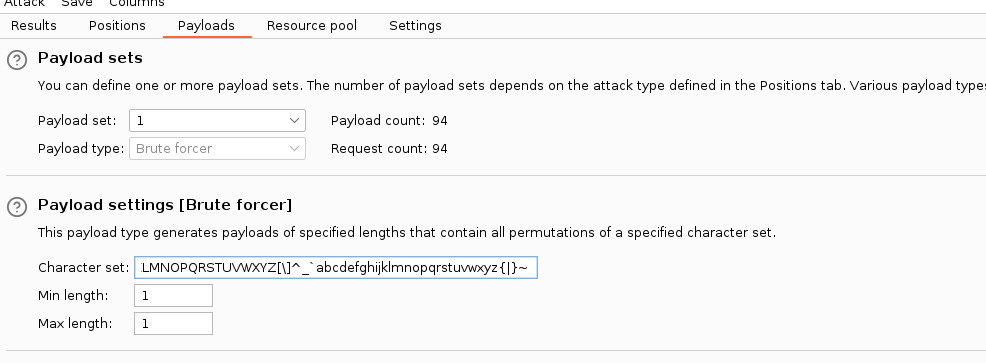 Attack Save Columns
Results Positions Payloads Resource pool Settings
Payload sets
You can define one or more payload sets. The number of payload sets depends on the attack type defined in the Positions tab. Various payload types
Payload set: 1 Payload count: 94
Payload type: Brute forcer Request count: 94
Payload settings [Brute forcer]
This payload type generates payloads of specified lengths that contain all permutations of a specified character set.
Character set: LMNOPQRSTUVWXYZ[\]^_`abcdefghijklmnopqrstuvwxyz{|}~
Min length: 1
Max length: 1